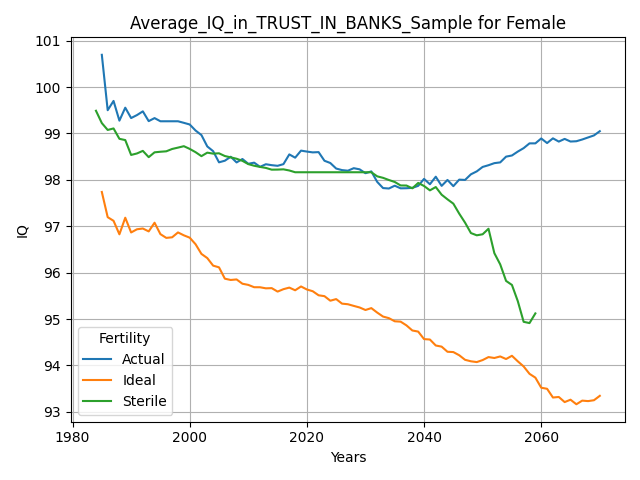 Average_IQ_in_TRUST_IN_BANKS_Sample for Female
101
100
99
98
97
96
95
94
93
IQ
Fertility
Actual
Ideal
Sterile
1980
2000
2020
2040
2060
Years